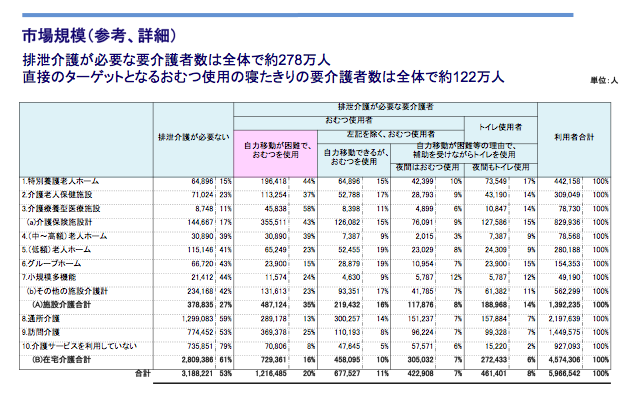 市場規模(参考、詳細)
排泄介護が必要な要介護者数は全体で約278万人
直接のターゲットとなるおむつ使用の寝たきりの要介護者数は全体で約122万人
単位:人
排泄介護が必要な要介護者
おむつ使用者
排泄介護が必要ない
左記を除く、おむつ使用者
トイレ使用者
利用者合計
自力移動が困難で、おむつを使用
自力移動できるが、おむつを使用
自力移動が困難等の理由で、補助を受けながらトイレを使用
夜間はおむつ使用
夜間もトイレ使用
1.特別養護老人ホーム 64,896 15% 196,418 44% 64,896 15% 42,399 10% 73,549 17% 442,158 100%
2.介護老人保健施設 71,024 23% 113,254 37% 52,788 17% 28,793 9% 43,190 14% 309,049 100%
3.介護療養型医療施設 8,748 11% 45,838 58% 8,398 11% 4,899 6% 10,847 14% 78,730 100%
(a)介護保険施設計 144,667 17% 355,511 43% 126,082 15% 76,091 9% 127,586 15% 829,936 100%
4.(中～高額)老人ホーム 30,890 39% 30,890 39% 7,387 9% 2,015 3% 7,387 9% 78,568 100%
5.(低額)老人ホーム 115,146 41% 65,249 23% 52,455 19% 23,029 8% 24,309 9% 280,188 100%
6.グループホーム 66,720 43% 23,900 15% 28,879 19% 10,954 7% 23,900 15% 154,353 100%
7.小規模多機能 21,412 44% 11,574 24% 4,630 9% 5,787 12% 5,787 12% 49,190 100%
(b)その他の施設介護計 234,168 42% 131,613 23% 93,351 17% 41,785 7% 61,382 11% 562,299 100%
(A)施設介護合計 378,835 27% 487,124 35% 219,432 16% 117,876 8% 188,968 14% 1,392,235 100%
8.通所介護 1,299,083 59% 289,178 13% 300,257 14% 151,237 7% 157,884 7% 2,197,639 100%
9.訪問介護 774,452 53% 369,378 25% 110,193 8% 96,224 7% 99,328 7% 1,449,575 100%
10.介護サービスを利用していない 735,851 79% 70,806 8% 47,645 5% 57,571 6% 15,220 2% 927,093 100%
(B)在宅介護合計 2,809,386 61% 729,361 16% 458,095 10% 305,032 7% 272,433 6% 4,574,306 100%
合計 3,188,221 53% 1,216,485 20% 677,527 11% 422,908 7% 461,401 8% 5,966,542 100%